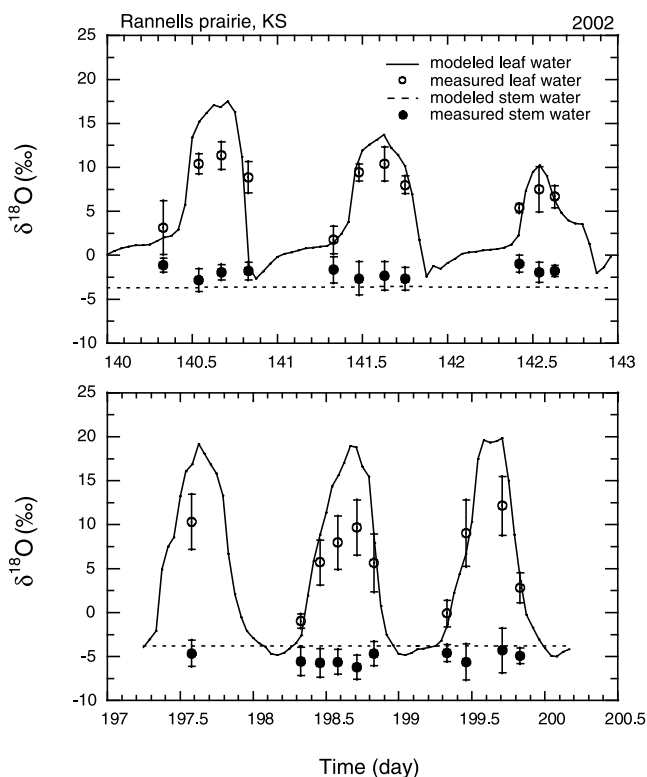 Rannells prairie, KS 2002
modeled leaf water
measured leaf water
modeled stem water
measured stem water
25
20
15
10
5
0
-5
-10
δ18O (‰)
140 140.5 141 141.5 142 142.5 143
25
20
15
10
5
0
-5
-10
δ18O (‰)
197 197.5 198 198.5 199 199.5 200 200.5
Time (day)